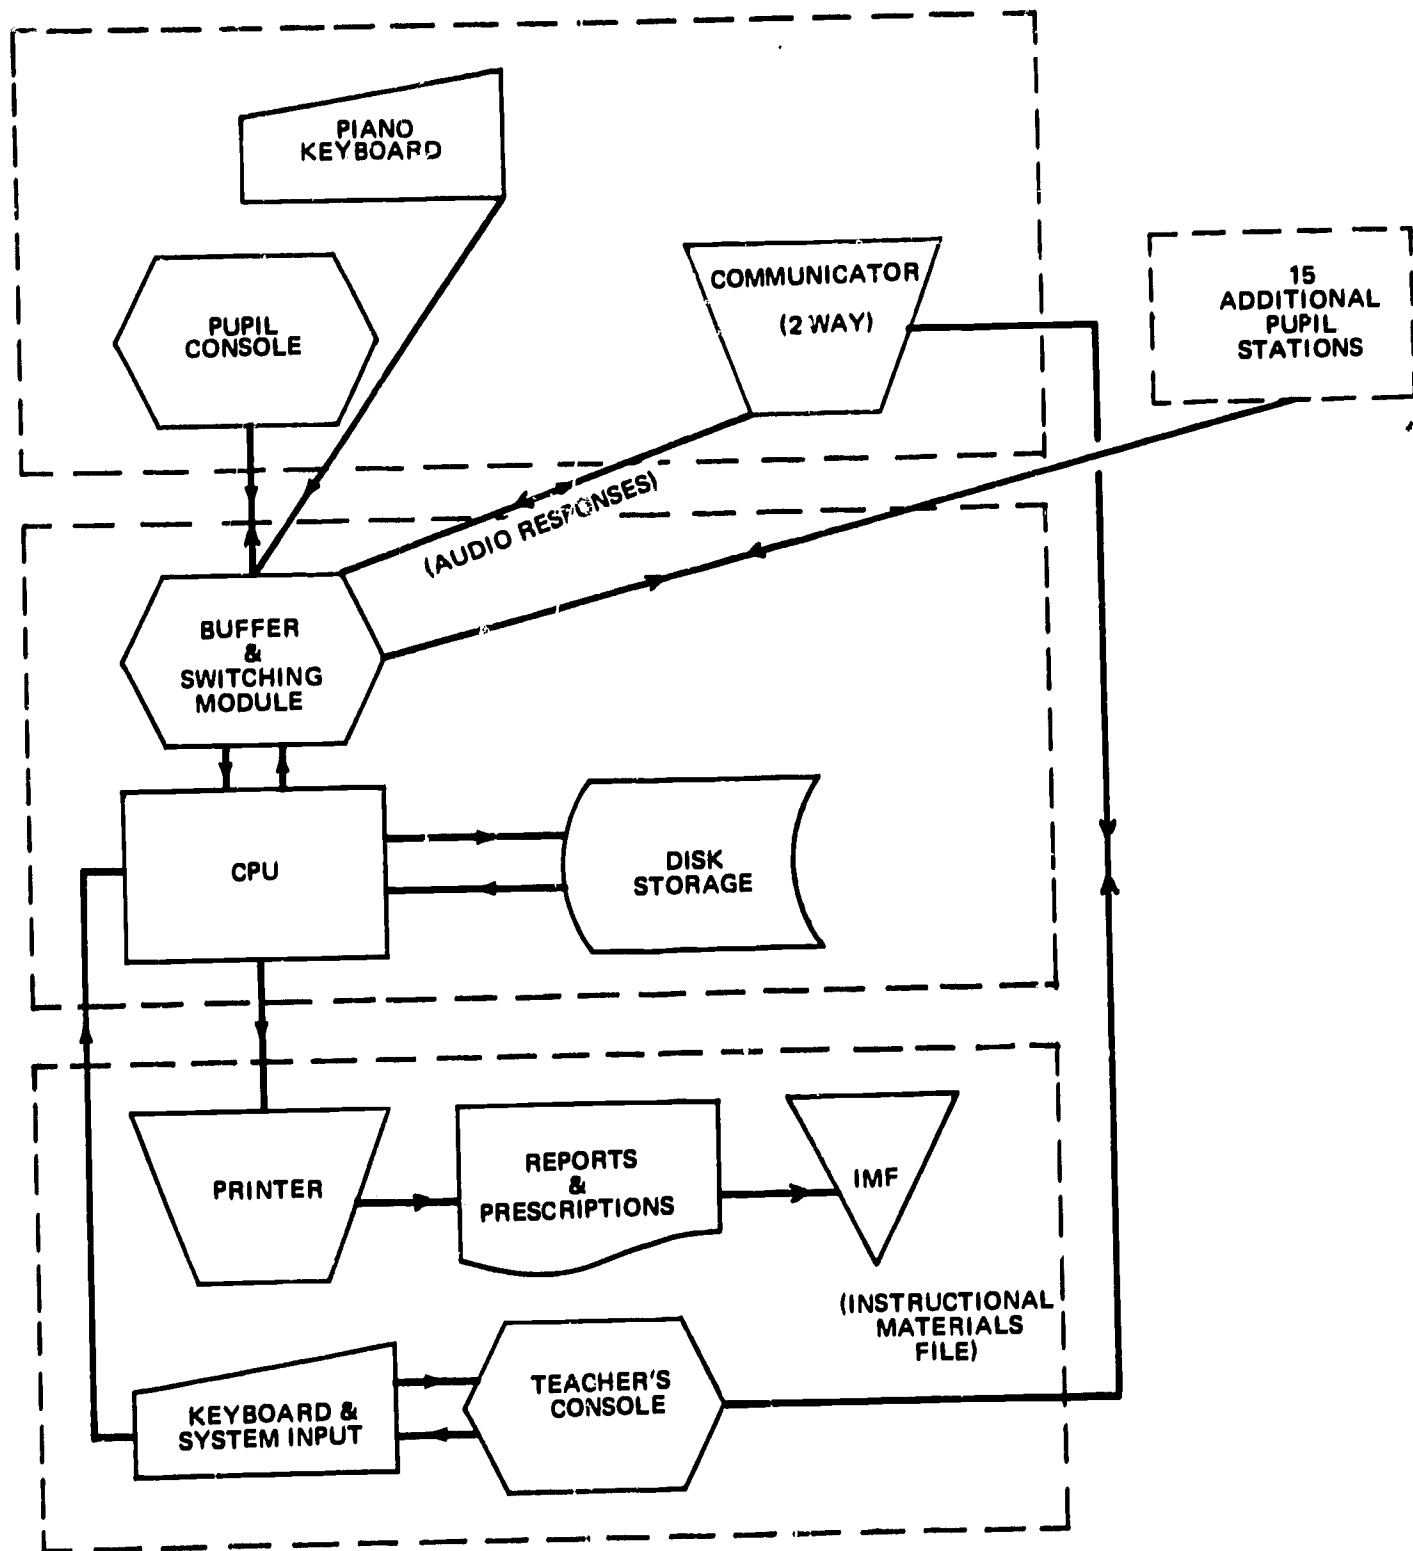 PIANO
KEYBOARD
PUPIL
CONSOLE
COMMUNICATOR
(2 WAY)
15
ADDITIONAL
PUPIL
STATIONS
(AUDIO RESPONSES)
BUFFER
&
SWITCHING
MODULE
CPU
DISK
STORAGE
PRINTER
REPORTS
&
PRESCRIPTIONS
IMF
(INSTRUCTIONAL
MATERIALS
FILE)
KEYBOARD &
SYSTEM INPUT
TEACHER'S
CONSOLE